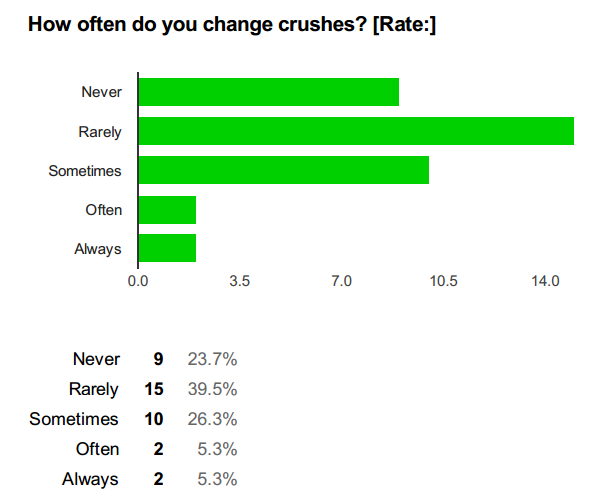 How often do you change crushes? [Rate:]
Never
Rarely
Sometimes
Often
Always
0.0 3.5 7.0 10.5 14.0
Never 9 23.7%
Rarely 15 39.5%
Sometimes 10 26.3%
Often 2 5.3%
Always 2 5.3%